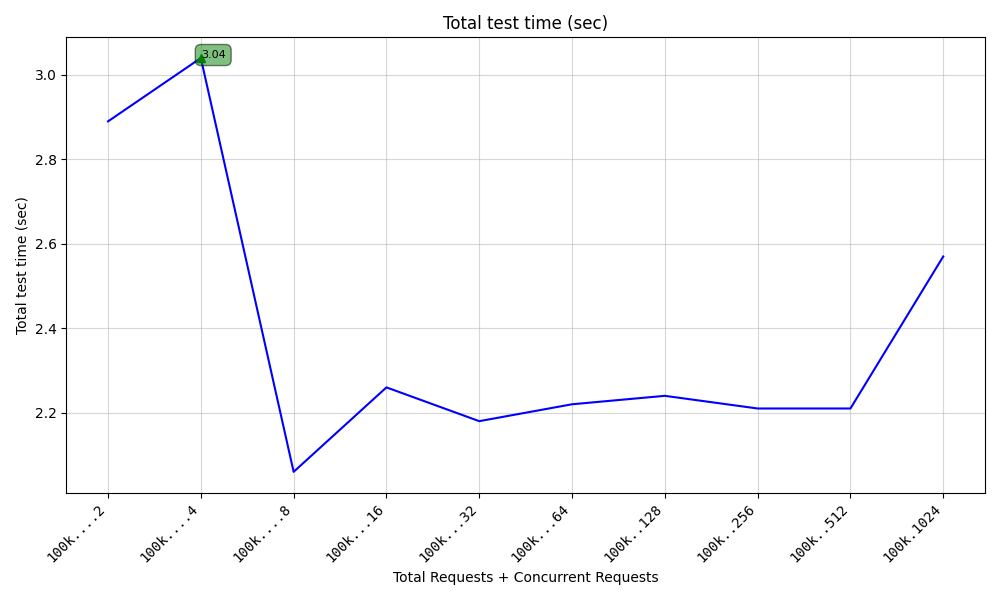 Total test time (sec)
3.04
3.0
2.8
2.6
2.4
2.2
Total test time (sec)
100k....2
100k....4
100k....8
100k...16
100k...32
100k...64
100k..128
100k..256
100k..512
100k.1024
Total Requests + Concurrent Requests